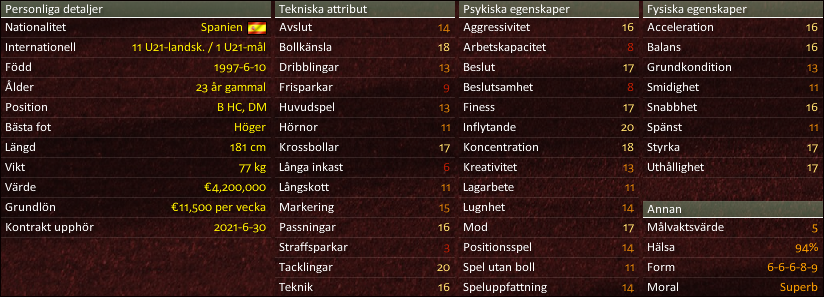 Personliga detaljer
Nationalitet Spanien
Internationell 11 U21-landsk. / 1 U21-mål
Född 1997-6-10
Ålder 23 år gammal
Position B HC, DM
Bästa fot Höger
Längd 181 cm
Vikt 77 kg
Värde €4,200,000
Grundlön €11,500 per vecka
Kontrakt upphör 2021-6-30
Tekniska attribut
Avslut 14
Bollkänsla 18
Dribblingar 13
Frisparkar 9
Huvudspel 13
Hörnor 11
Krossbollar 17
Långa inkast 6
Långskott 11
Markering 15
Passningar 16
Straffsparkar 3
Tacklingar 20
Teknik 16
Psykiska egenskaper
Aggressivitet 16
Arbetskapacitet 8
Beslut 17
Beslutsamhet 8
Finess 17
Inflytande 20
Koncentration 18
Kreativitet 13
Lagarbete 11
Lugnhet 14
Mod 17
Positionsspel 14
Spel utan boll 11
Speluppfattning 14
Fysiska egenskaper
Acceleration 16
Balans 16
Grundkondition 13
Smidighet 11
Snabbhet 16
Spänst 11
Styrka 17
Uthållighet 17
Annan
Målvaktsvärde 5
Hälsa 94%
Form 6-6-6-8-9
Moral Superb